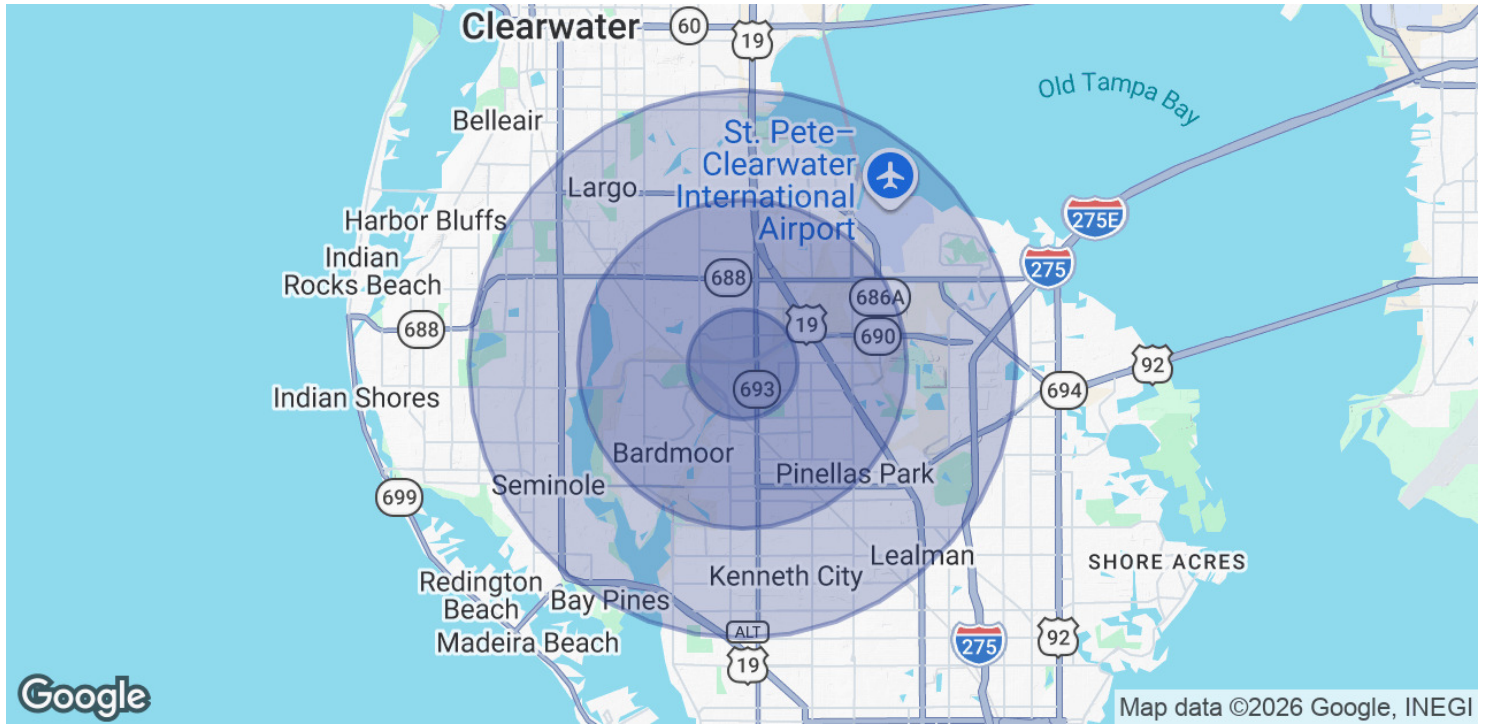 Clearwater
60
19
Old Tampa Bay
Belleair
St. Pete–
Clearwater
International
Airport
Largo
Harbor Bluffs
275E
Indian
Rocks Beach
275
688
686A
688
19
690
92
693
694
Indian Shores
Bardmoor
Pinellas Park
Seminole
699
Lealman
SHORE ACRES
Kenneth City
Redington
Beach
Bay Pines
ALT
19
Madeira Beach
275
92
Google
Map data ©2026 Google, INEGI